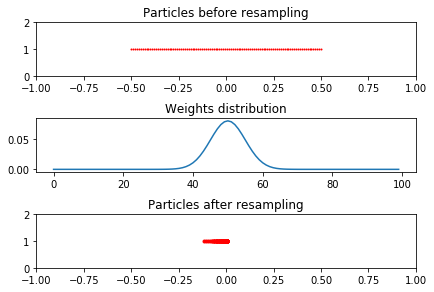 Particles before resampling
2
1
0
−1.00 −0.75 −0.50 −0.25 0.00 0.25 0.50 0.75 1.00
Weights distribution
0.05
0.00
0 20 40 60 80 100
Particles after resampling
2
1
0
−1.00 −0.75 −0.50 −0.25 0.00 0.25 0.50 0.75 1.00